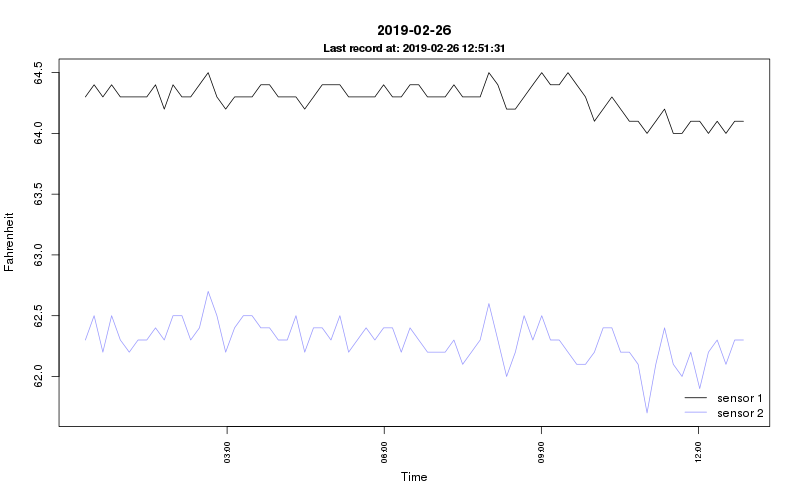 2019-02-26
Last record at: 2019-02-26 12:51:31
Fahrenheit
64.5
64.0
63.5
63.0
62.5
62.0
sensor 1
sensor 2
03:00
06:00
09:00
12:00
Time